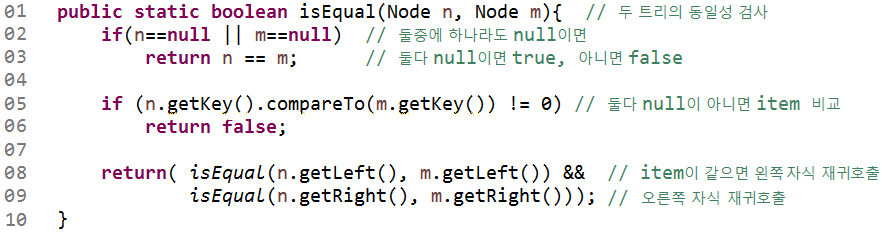 01 public static boolean isEqual(Node n, Node m){ // 두 트리의 동일성 검사
02 if(n==null || m==null) // 둘중에 하나라도 null이면
03 return n == m; // 둘다 null이면 true, 아니면 false
04
05 if (n.getKey().compareTo(m.getKey()) != 0) // 둘다 null이 아니면 item 비교
06 return false;
07
08 return( isEqual(n.getLeft(), m.getLeft()) && // item이 같으면 왼쪽자식 재귀호출
09 isEqual(n.getRight(), m.getRight())); // 오른쪽 자식 재귀호출
10 }